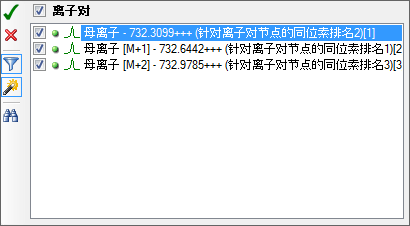 离子对
母离子 - 732.3099+++ (针对离子对节点的同位素排名2)[1]
母离子 [M+1] - 732.6442+++ (针对离子对节点的同位素排名1)[2
母离子 [M+2] - 732.9785+++ (针对离子对节点的同位素排名3)[3